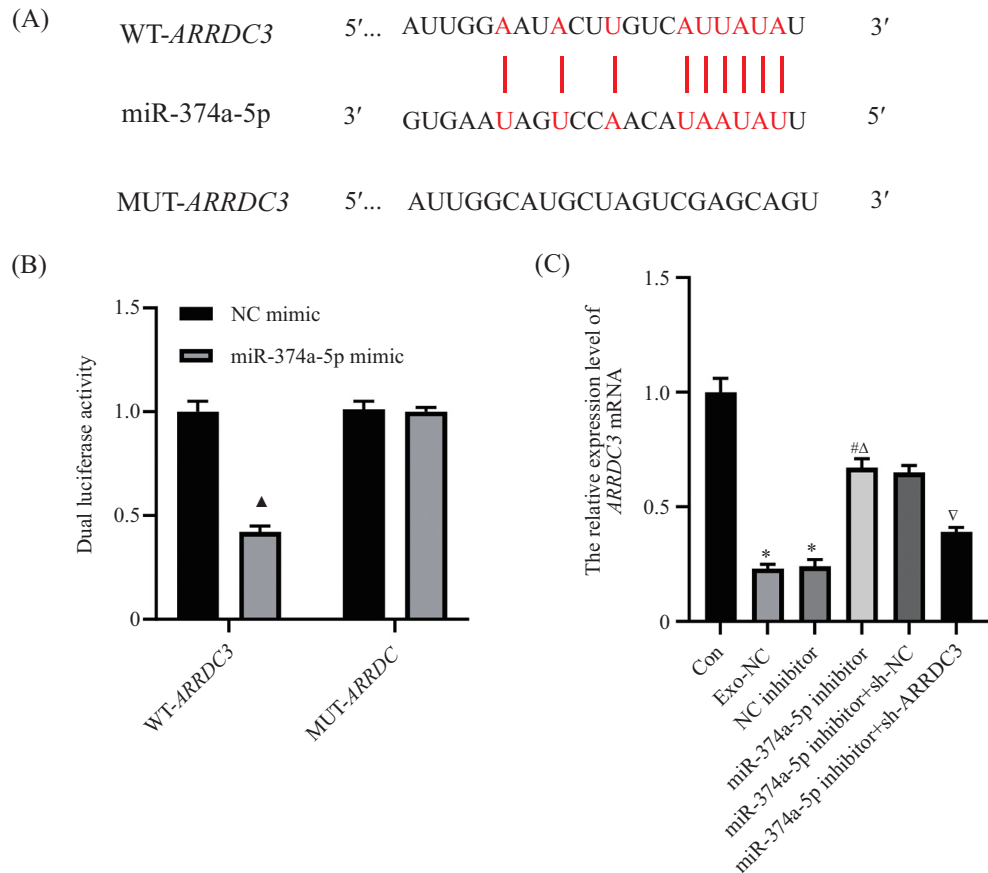 (A)
WT-ARRDC3 5′... AUUGGAAUACUUGUCAUUAUAU 3′
miR-374a-5p 3′ GUGAAUAGUCCAACAUAAUAUU 5′
MUT-ARRDC3 5′... AUUGGCAUGCUAGUCGAGCAGU 3′
(B)
1.5
1.0
0.5
0
Dual luciferase activity
NC mimic
miR-374a-5p mimic
▲
WT-ARRDC3
MUT-ARRDC
(C)
1.5
1.0
0.5
0
The relative expression level of
ARRDC3 mRNA
*
*
#Δ
∇
Con
Exo-NC
NC inhibitor
miR-374a-5p inhibitor
miR-374a-5p inhibitor+sh-NC
miR-374a-5p inhibitor+sh-ARRDC3